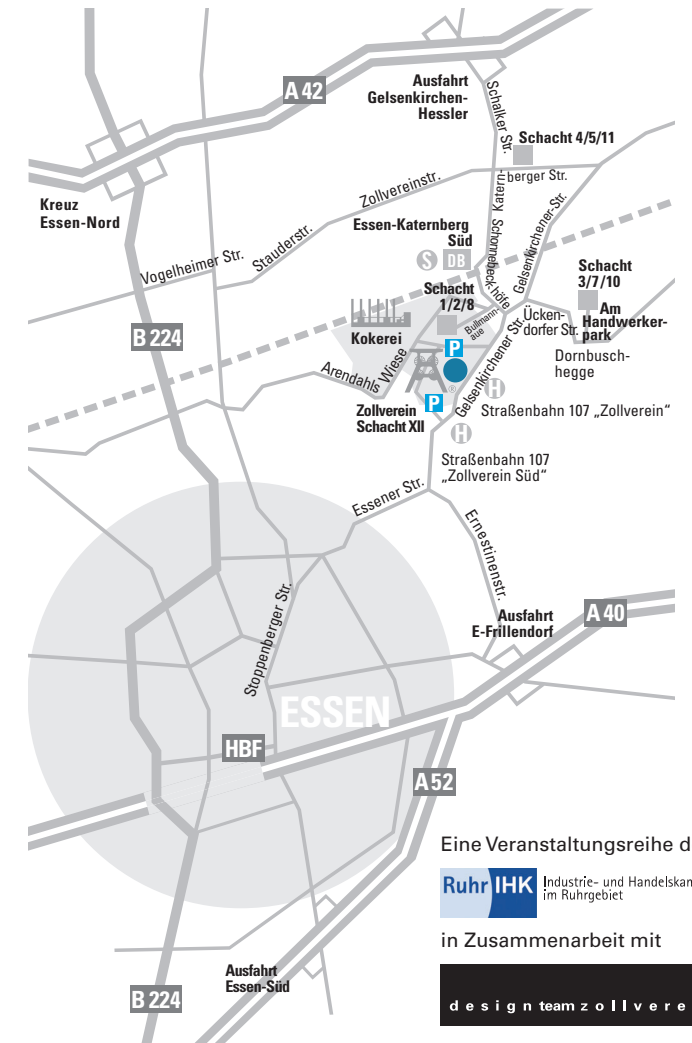 A 42
Ausfahrt
Gelsenkirchen-
Hessler
Schalker Str.
Schacht 4/5/11
Katern-
berger Str.
Kreuz
Essen-Nord
Zollvereinstr.
Stauderstr.
Vogelheimer Str.
Essen-Katernberg
Süd
S
DB
Schonnebeck-
höfe
Gelsenkirchener-Str.
Schacht
3/7/10
Am
Handwerker-
park
Schacht
1/2/8
Bullmann-
aue
Ücken-
dorfer Str.
Dornbusch-
hegge
B 224
Kokerei
Arendahls
Wiese
P
P
®
Gelsenkirchener Str.
Zollverein
Schacht XII
H
Straßenbahn 107 „Zollverein“
H
Straßenbahn 107
„Zollverein Süd“
Essener Str.
Ernestinenstr.
Stoppenberger Str.
Ausfahrt
E-Frillendorf
A 40
ESSEN
HBF
A 52
Ausfahrt
Essen-Süd
B 224
Eine Veranstaltungsreihe d
Ruhr IHK
Industrie- und Handelskan
im Ruhrgebiet
in Zusammenarbeit mit
designteamzollvere